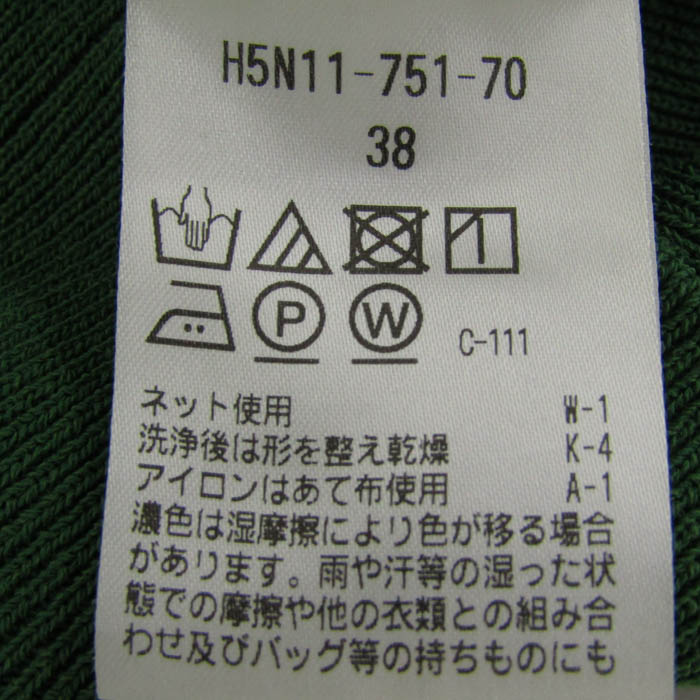 H5N11-751-70
38
P W C-111
ネット使用 W-1
洗浄後は形を整え乾燥 K-4
アイロンはあて布使用 A-1
濃色は湿摩擦により色が移る場合
があります。雨や汗等の湿った状
態での摩擦や他の衣類との組み合
わせ及びバッグ等の持ちものにも